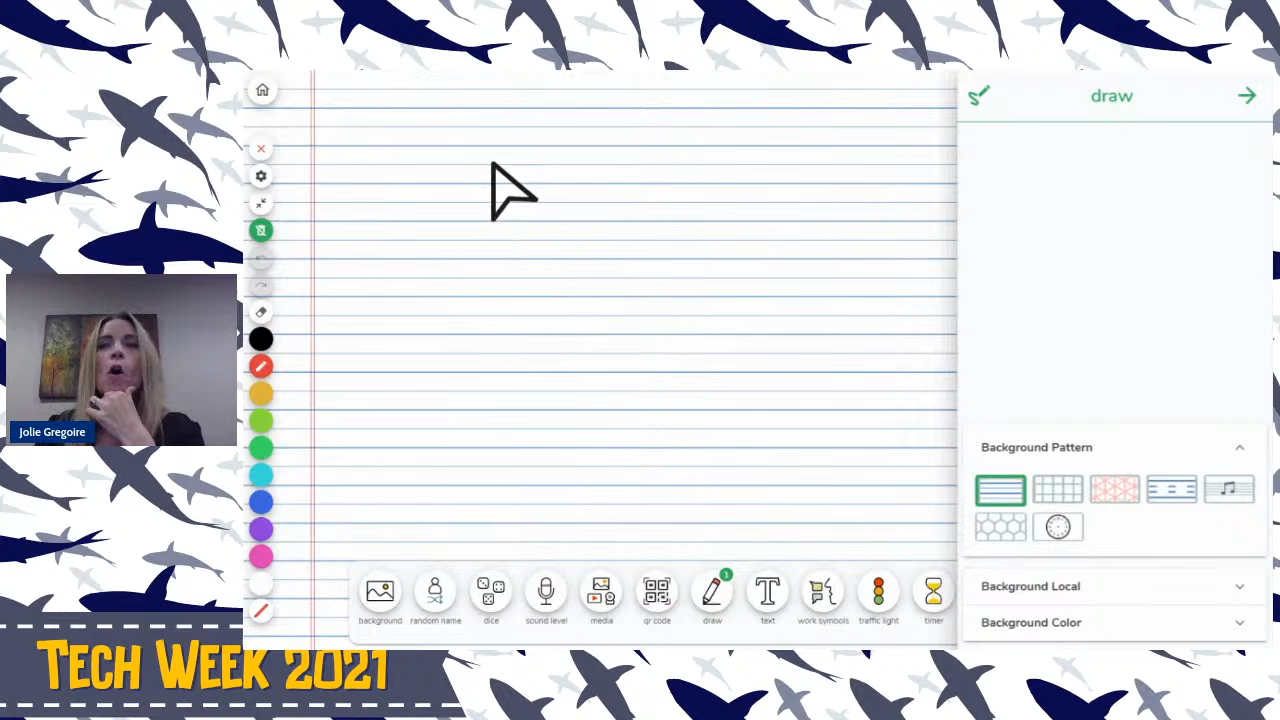 draw
Jolie Gregoire
Background Pattern
Background Local
Background Color
background
random name
dice
sound level
media
qr code
draw
1
text
work symbols
traffic light
timer
TECH WEEK 2021